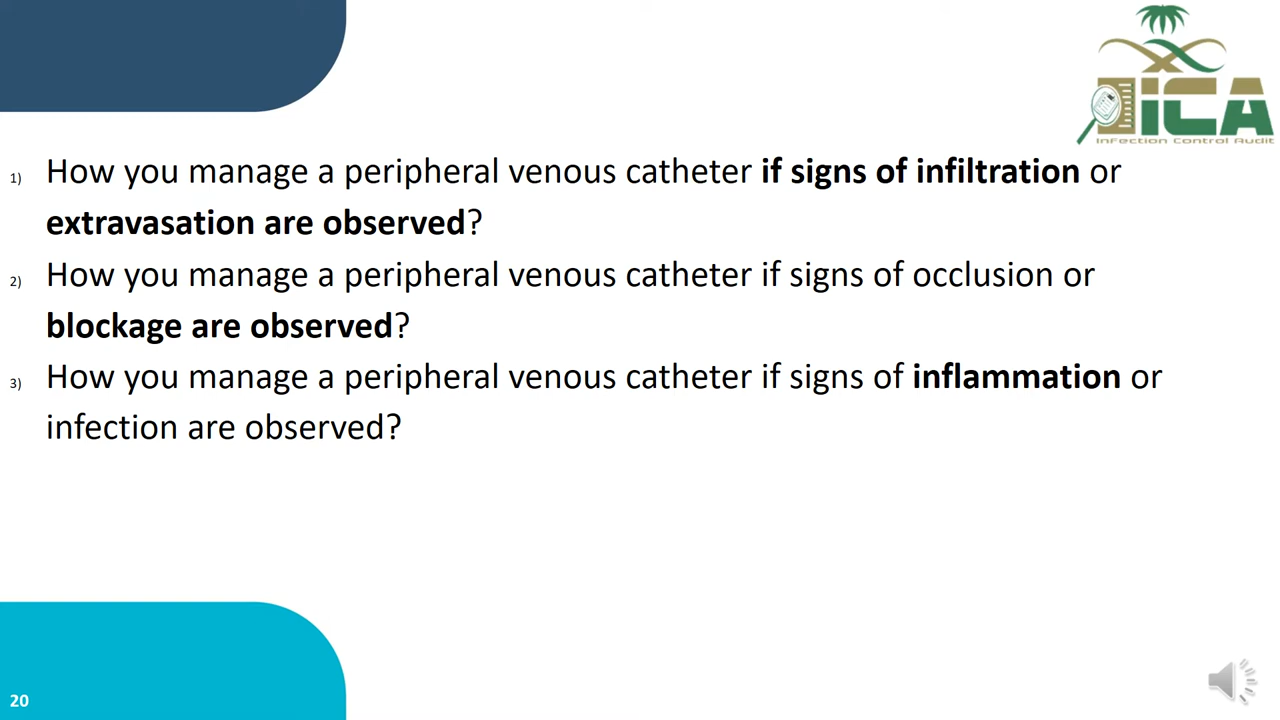 ICA
Infection Control Audit
1) How you manage a peripheral venous catheter if signs of infiltration or
extravasation are observed?
2) How you manage a peripheral venous catheter if signs of occlusion or
blockage are observed?
3) How you manage a peripheral venous catheter if signs of inflammation or
infection are observed?
20